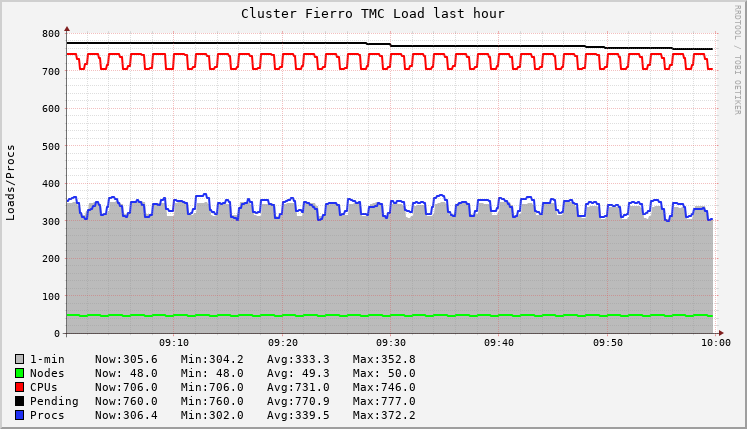 Cluster Fierro TMC Load last hour
RRDTOOL / TOBI OETIKER
Loads/Procs
800
700
600
500
400
300
200
100
0
09:10 09:20 09:30 09:40 09:50 10:00
1-min Now:305.6 Min:304.2 Avg:333.3 Max:352.8
Nodes Now: 48.0 Min: 48.0 Avg: 49.3 Max: 50.0
CPUs Now:706.0 Min:706.0 Avg:731.0 Max:746.0
Pending Now:760.0 Min:760.0 Avg:770.9 Max:777.0
Procs Now:306.4 Min:302.0 Avg:339.5 Max:372.2